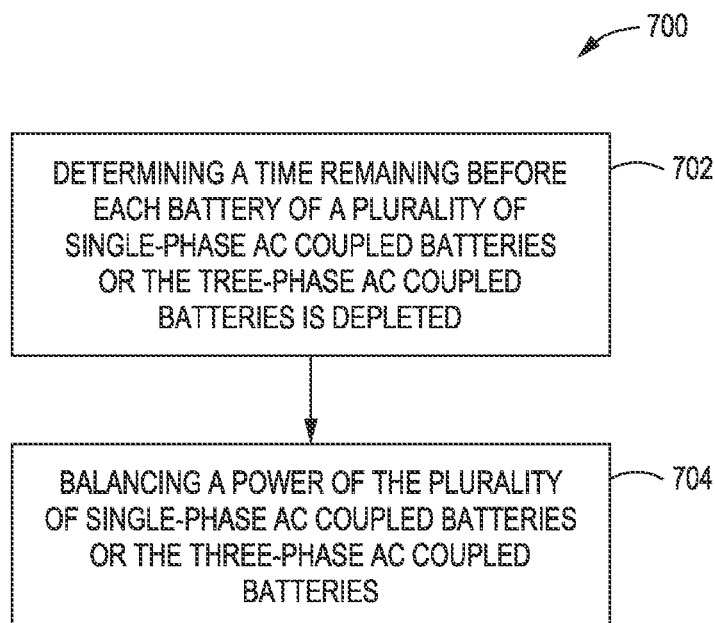 700
DETERMINING A TIME REMAINING BEFORE
EACH BATTERY OF A PLURALITY OF
SINGLE-PHASE AC COUPLED BATTERIES
OR THE TREE-PHASE AC COUPLED
BATTERIES IS DEPLETED
702
BALANCING A POWER OF THE PLURALITY
OF SINGLE-PHASE AC COUPLED BATTERIES
OR THE THREE-PHASE AC COUPLED
BATTERIES
704